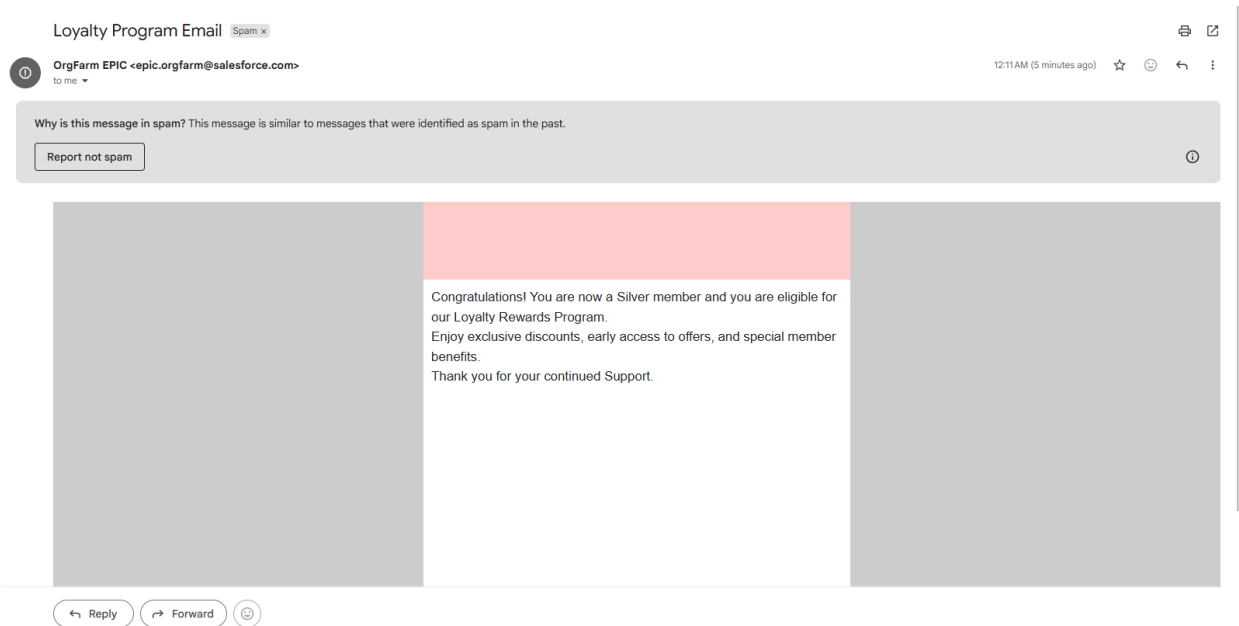 Loyalty Program Email Spam ×
OrgFarm EPIC <epic.orgfarm@salesforce.com> 12:11 AM (5 minutes ago)
to me
Why is this message in spam? This message is similar to messages that were identified as spam in the past.
Report not spam
Congratulations! You are now a Silver member and you are eligible for
our Loyalty Rewards Program.
Enjoy exclusive discounts, early access to offers, and special member
benefits.
Thank you for your continued Support.
Reply Forward